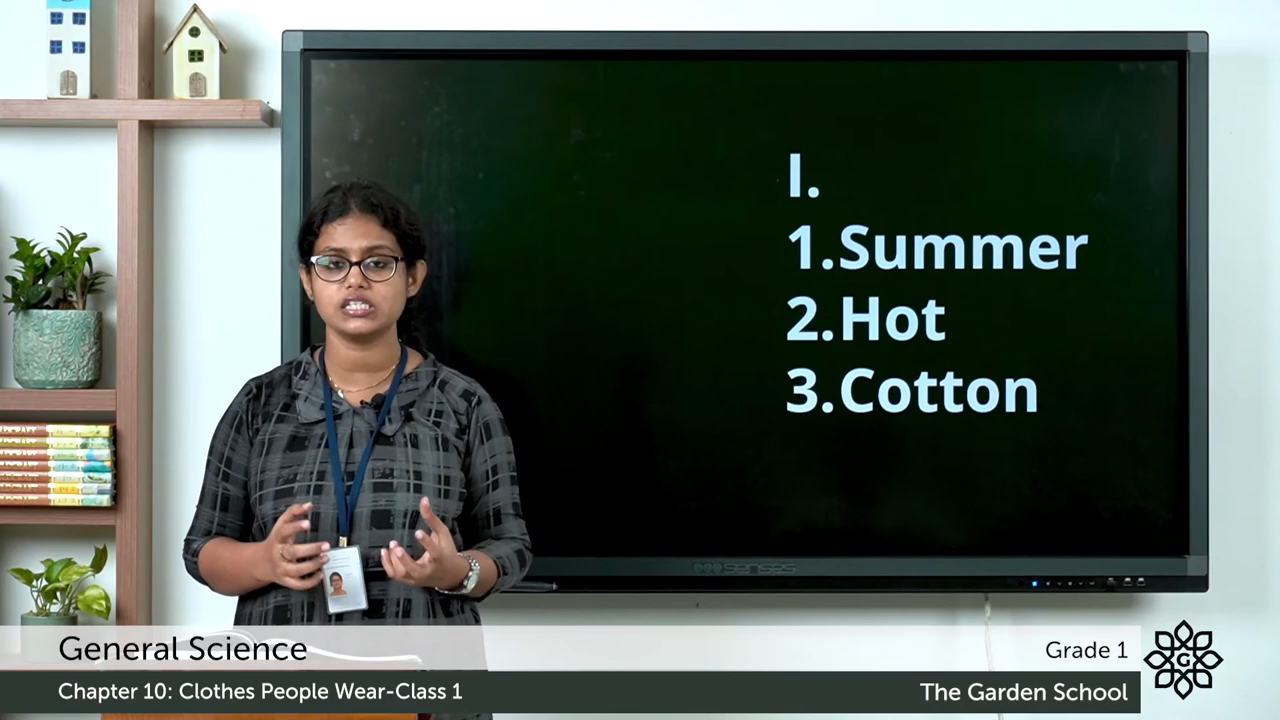 I.
1.Summer
2.Hot
3.Cotton
senses
General Science
Grade 1
Chapter 10: Clothes People Wear-Class 1
The Garden School
G